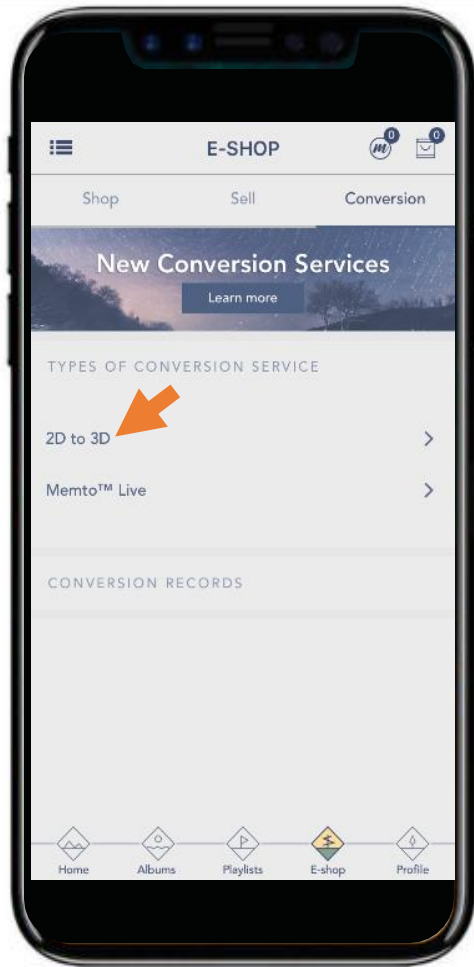 E-SHOP
m 0 0
Shop Sell Conversion
New Conversion Services
Learn more
TYPES OF CONVERSION SERVICE
2D to 3D
Memto™ Live
CONVERSION RECORDS
Home Albums Playlists E-shop Profile